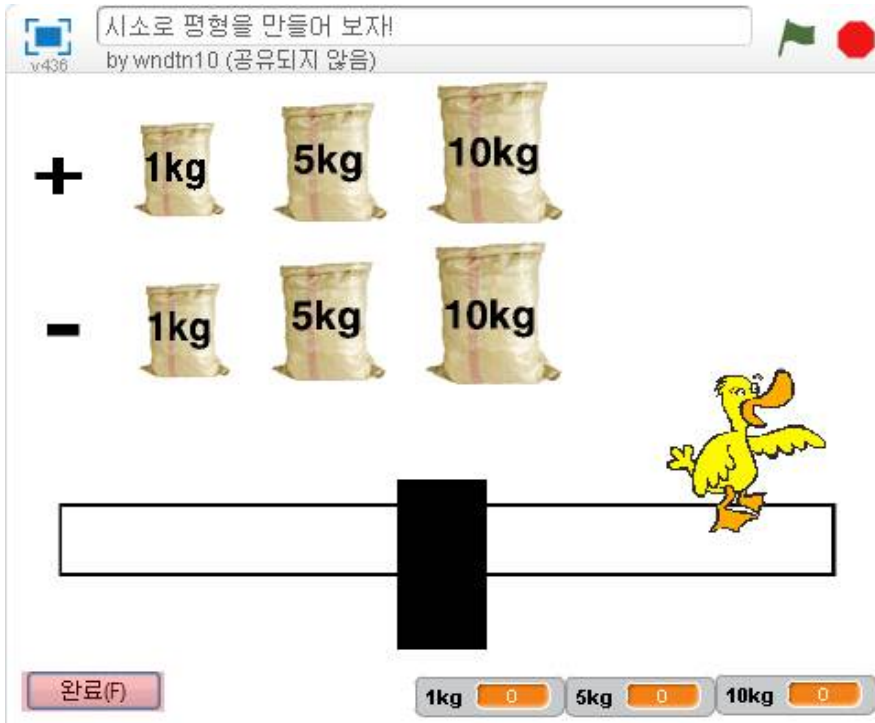 시소로 평형을 만들어 보자!
v436 by wndtn10 (공유되지 않음)
+ 1kg 5kg 10kg
- 1kg 5kg 10kg
완료(F)
1kg 0 5kg 0 10kg 0